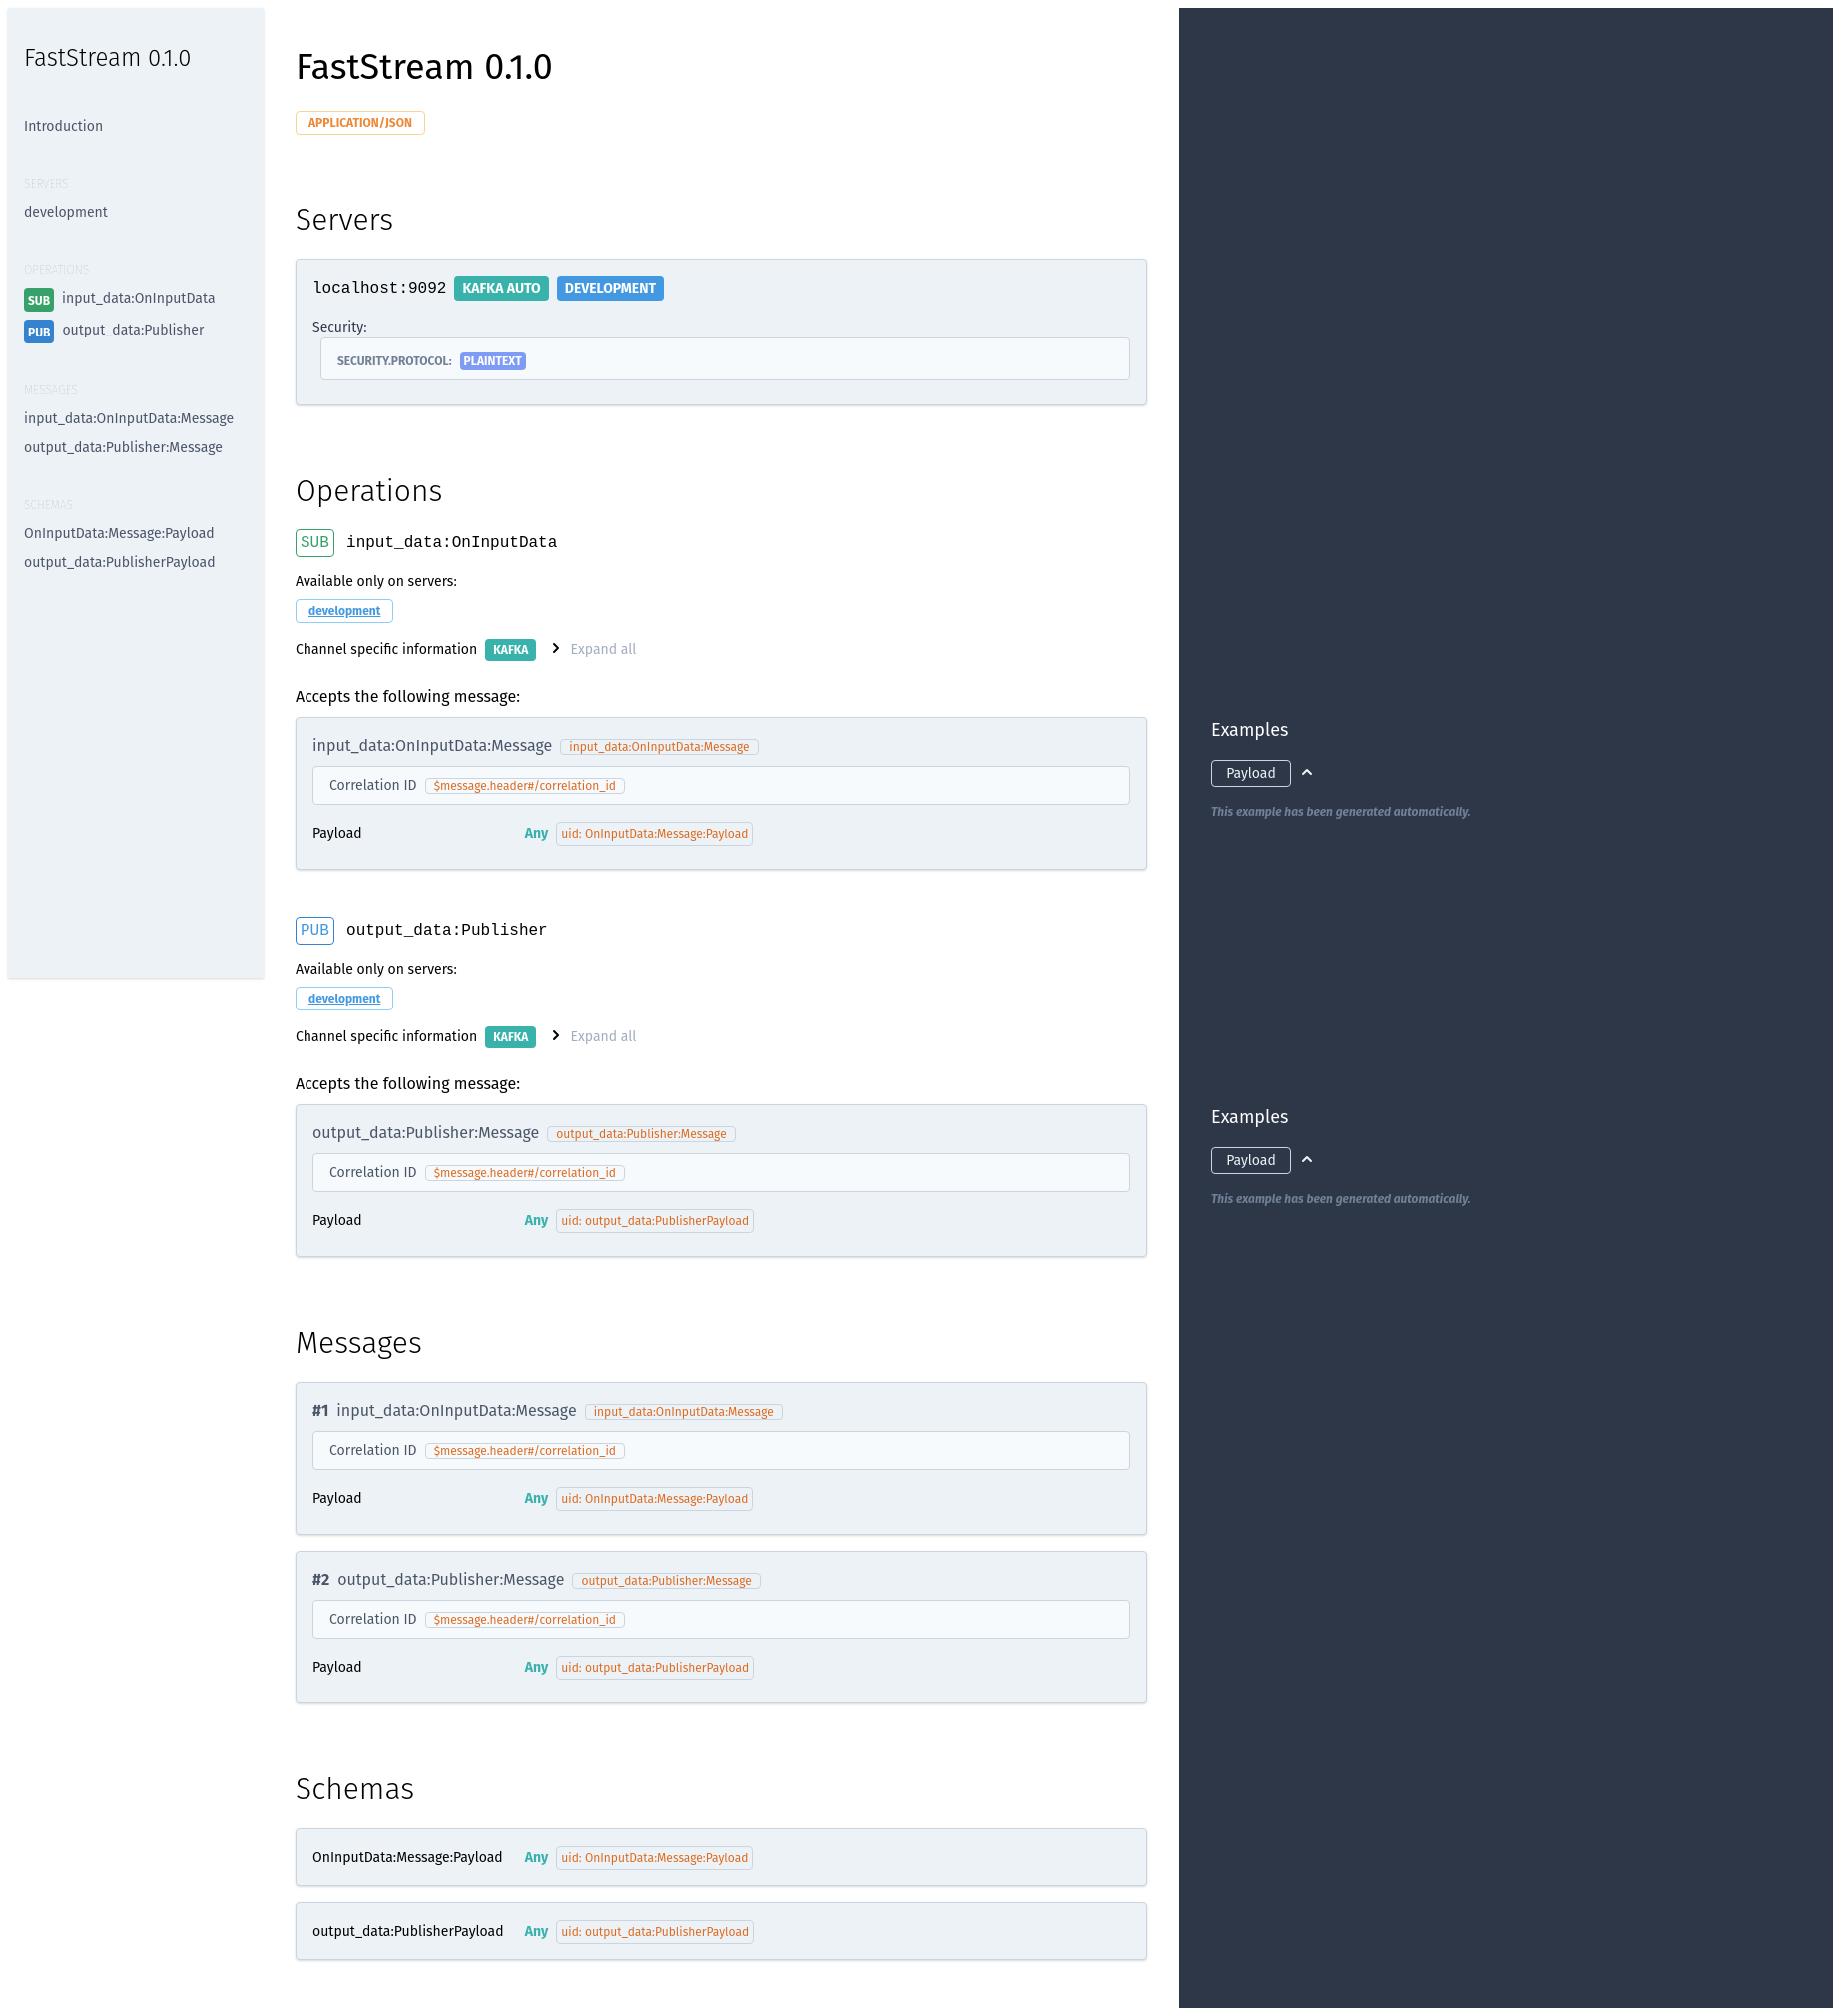 FastStream 0.1.0
Introduction
SERVERS
development
OPERATIONS
SUB input_data:OnInputData
PUB output_data:Publisher
MESSAGES
input_data:OnInputData:Message
output_data:Publisher:Message
SCHEMAS
OnInputData:Message:Payload
output_data:PublisherPayload
FastStream 0.1.0
APPLICATION/JSON
Servers
localhost:9092 KAFKA AUTO DEVELOPMENT
Security:
SECURITY.PROTOCOL: PLAINTEXT
Operations
SUB input_data:OnInputData
Available only on servers:
development
Channel specific information KAFKA Expand all
Accepts the following message:
input_data:OnInputData:Message input_data:OnInputData:Message
Correlation ID $message.header#/correlation_id
Payload Any uid: OnInputData:Message:Payload
Examples
Payload
This example has been generated automatically.
PUB output_data:Publisher
Available only on servers:
development
Channel specific information KAFKA Expand all
Accepts the following message:
output_data:Publisher:Message output_data:Publisher:Message
Correlation ID $message.header#/correlation_id
Payload Any uid: output_data:PublisherPayload
Examples
Payload
This example has been generated automatically.
Messages
#1 input_data:OnInputData:Message input_data:OnInputData:Message
Correlation ID $message.header#/correlation_id
Payload Any uid: OnInputData:Message:Payload
#2 output_data:Publisher:Message output_data:Publisher:Message
Correlation ID $message.header#/correlation_id
Payload Any uid: output_data:PublisherPayload
Schemas
OnInputData:Message:Payload Any uid: OnInputData:Message:Payload
output_data:PublisherPayload Any uid: output_data:PublisherPayload